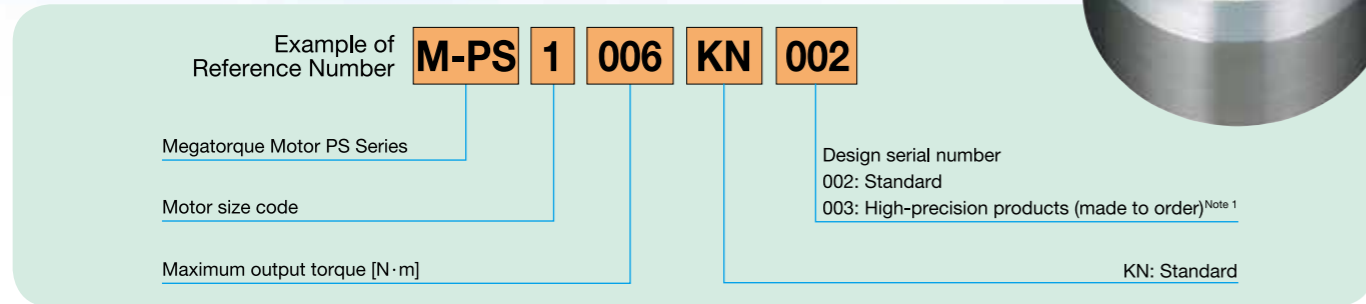 Example of
Reference Number
M-PS 1 006 KN 002
Megatorque Motor PS Series
Motor size code
Maximum output torque [N·m]
Design serial number
002: Standard
003: High-precision products (made to order)Note 1
KN: Standard